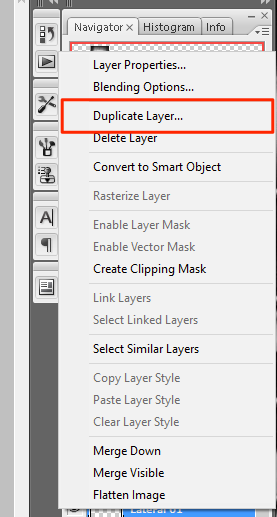 Navigator × Histogram Info
Layer Properties...
Blending Options...
Duplicate Layer...
Delete Layer
Convert to Smart Object
Rasterize Layer
Enable Layer Mask
Enable Vector Mask
Create Clipping Mask
Link Layers
Select Linked Layers
Select Similar Layers
Copy Layer Style
Paste Layer Style
Clear Layer Style
Merge Down
Merge Visible
Flatten Image
Lateral 01